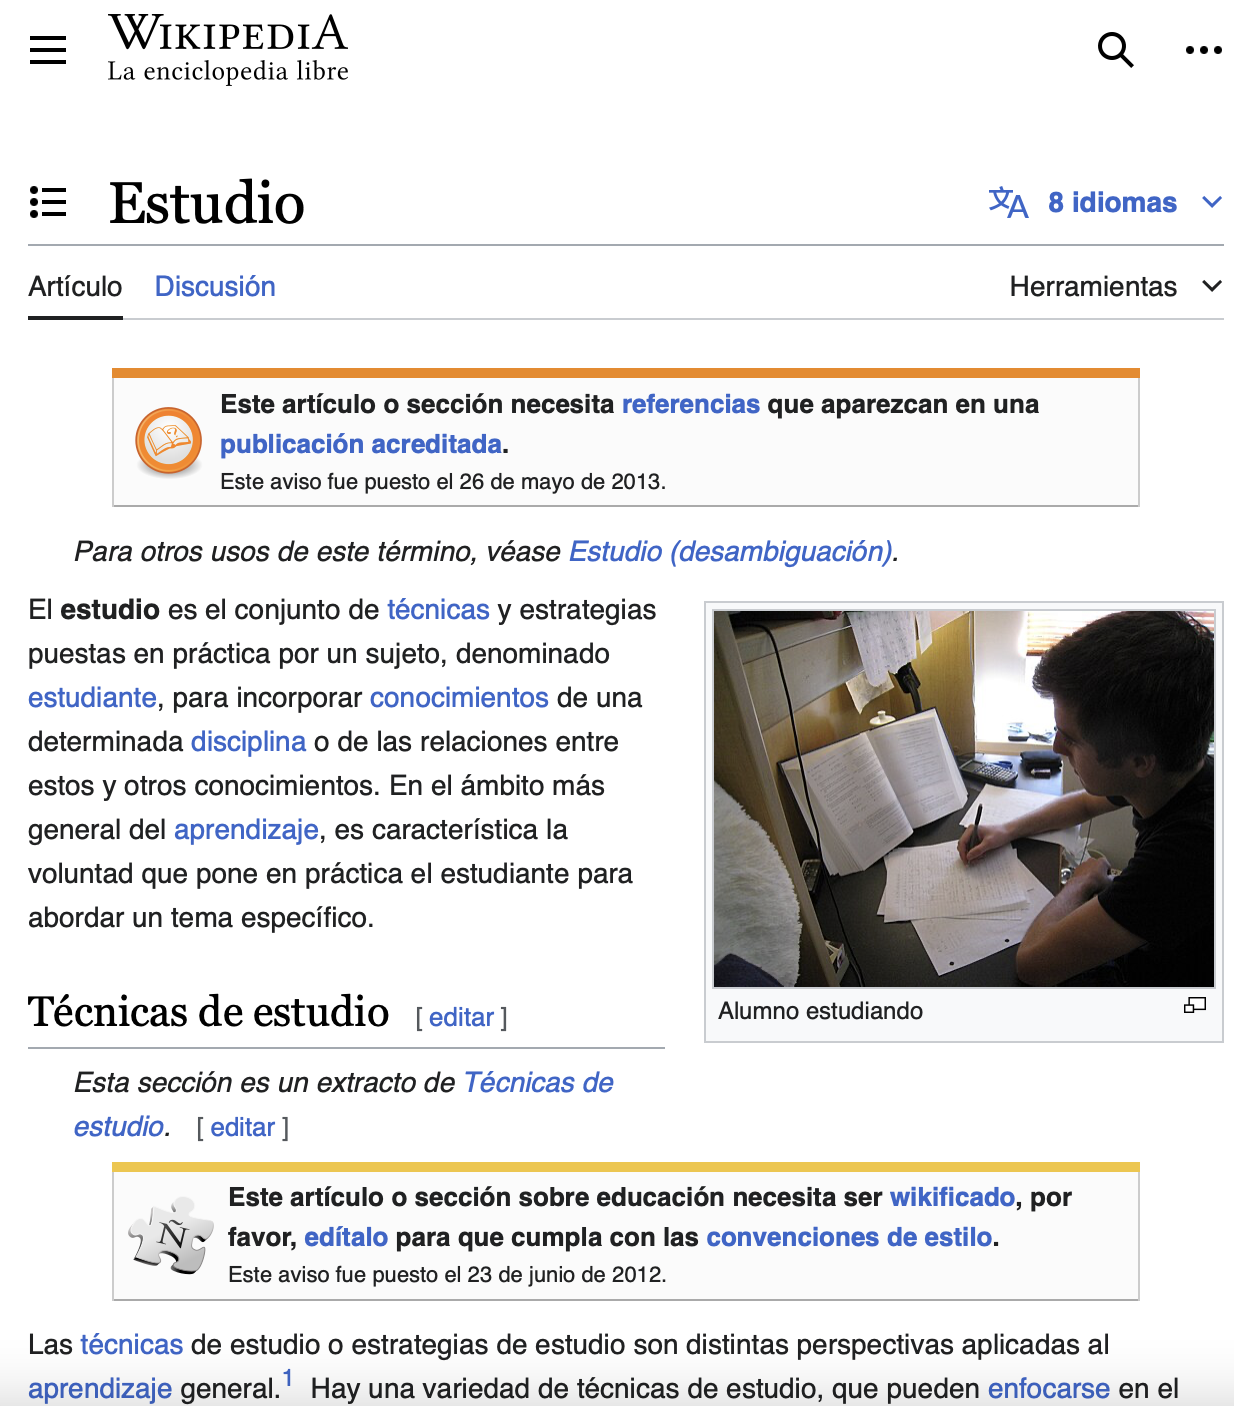 WIKIPEDIA
La enciclopedia libre
Estudio
8 idiomas
Artículo Discusión
Herramientas
Este artículo o sección necesita referencias que aparezcan en una
publicación acreditada.
Este aviso fue puesto el 26 de mayo de 2013.
Para otros usos de este término, véase Estudio (desambiguación).
El estudio es el conjunto de técnicas y estrategias
puestas en práctica por un sujeto, denominado
estudiante, para incorporar conocimientos de una
determinada disciplina o de las relaciones entre
estos y otros conocimientos. En el ámbito más
general del aprendizaje, es característica la
voluntad que pone en práctica el estudiante para
abordar un tema específico.
Alumno estudiando
Técnicas de estudio [ editar ]
Esta sección es un extracto de Técnicas de
estudio. [ editar ]
Ñ
Este artículo o sección sobre educación necesita ser wikificado, por
favor, edítalo para que cumpla con las convenciones de estilo.
Este aviso fue puesto el 23 de junio de 2012.
Las técnicas de estudio o estrategias de estudio son distintas perspectivas aplicadas al
aprendizaje general.1 Hay una variedad de técnicas de estudio, que pueden enfocarse en el